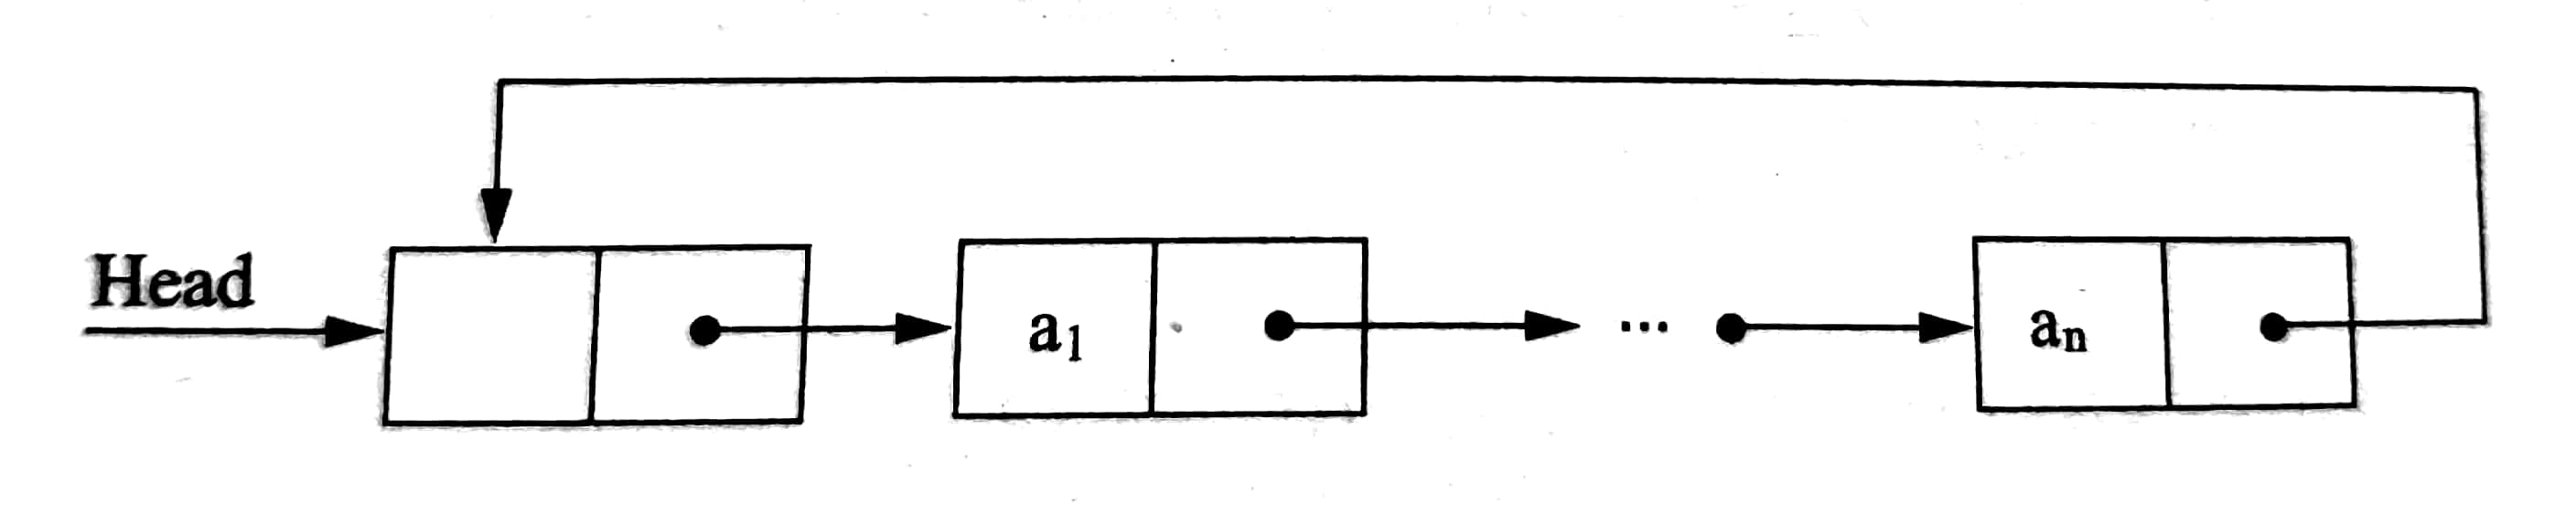 Head
a₁ ... aₙ